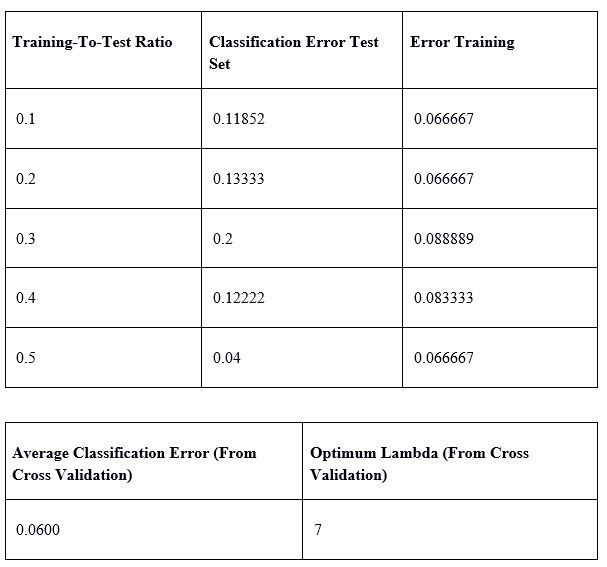 Training-To-Test Ratio Classification Error Test Error Training
Set
0.1 0.11852 0.066667
0.2 0.13333 0.066667
0.3 0.2 0.088889
0.4 0.12222 0.083333
0.5 0.04 0.066667
Average Classification Error (From Optimum Lambda (From Cross
Cross Validation) Validation)
0.0600 7